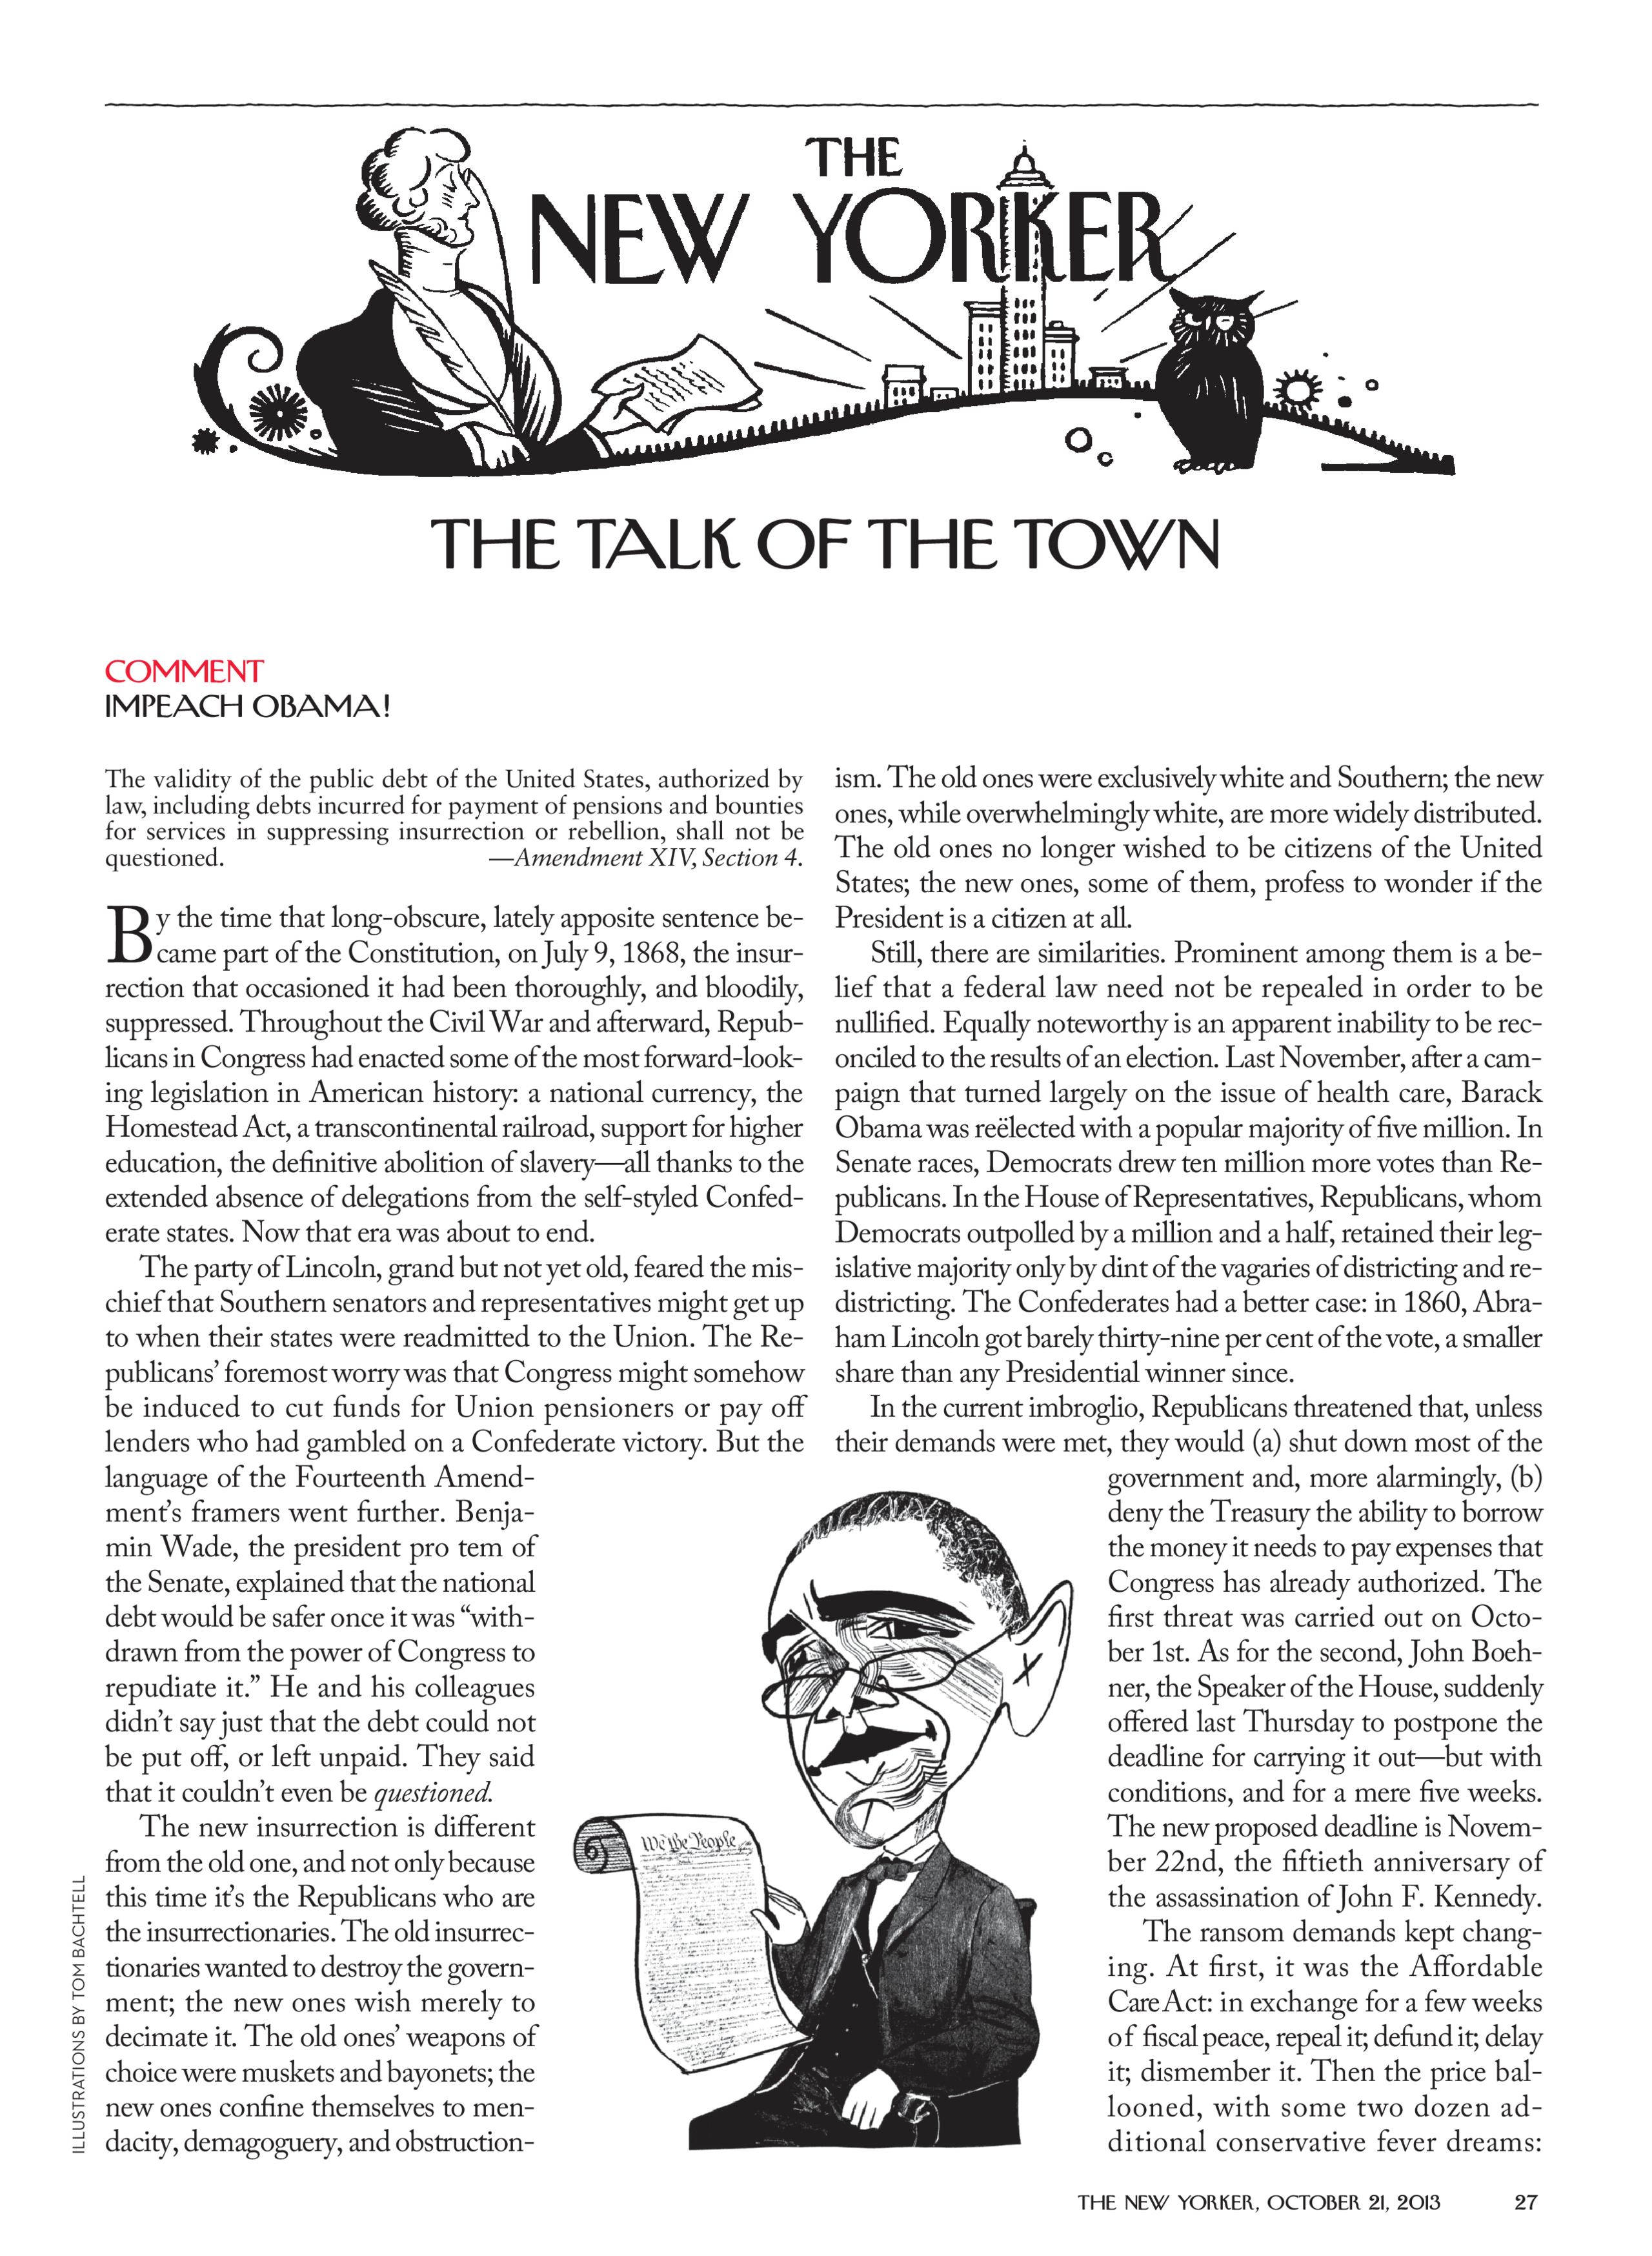 THE
NEW YORKER
THE TALK OF THE TOWN
COMMENT
IMPEACH OBAMA!
The validity of the public debt of the United States, authorized by
law, including debts incurred for payment of pensions and bounties
for services in suppressing insurrection or rebellion, shall not be
questioned. —Amendment XIV, Section 4.
By the time that long-obscure, lately apposite sentence be-
came part of the Constitution, on July 9, 1868, the insur-
rection that occasioned it had been thoroughly, and bloodily,
suppressed. Throughout the Civil War and afterward, Repub-
licans in Congress had enacted some of the most forward-look-
ing legislation in American history: a national currency, the
Homestead Act, a transcontinental railroad, support for higher
education, the definitive abolition of slavery—all thanks to the
extended absence of delegations from the self-styled Confed-
erate states. Now that era was about to end.
The party of Lincoln, grand but not yet old, feared the mis-
chief that Southern senators and representatives might get up
to when their states were readmitted to the Union. The Re-
publicans' foremost worry was that Congress might somehow
be induced to cut funds for Union pensioners or pay off
lenders who had gambled on a Confederate victory. But the
language of the Fourteenth Amend-
ment's framers went further. Benja-
min Wade, the president pro tem of
the Senate, explained that the national
debt would be safer once it was “with-
drawn from the power of Congress to
repudiate it.” He and his colleagues
didn't say just that the debt could not
be put off, or left unpaid. They said
that it couldn't even be questioned.
The new insurrection is different
from the old one, and not only because
this time it's the Republicans who are
the insurrectionaries. The old insurrec-
tionaries wanted to destroy the govern-
ment; the new ones wish merely to
decimate it. The old ones' weapons of
choice were muskets and bayonets; the
new ones confine themselves to men-
dacity, demagoguery, and obstruction-
ism. The old ones were exclusively white and Southern; the new
ones, while overwhelmingly white, are more widely distributed.
The old ones no longer wished to be citizens of the United
States; the new ones, some of them, profess to wonder if the
President is a citizen at all.
Still, there are similarities. Prominent among them is a be-
lief that a federal law need not be repealed in order to be
nullified. Equally noteworthy is an apparent inability to be rec-
onciled to the results of an election. Last November, after a cam-
paign that turned largely on the issue of health care, Barack
Obama was reëlected with a popular majority of five million. In
Senate races, Democrats drew ten million more votes than Re-
publicans. In the House of Representatives, Republicans, whom
Democrats outpolled by a million and a half, retained their leg-
islative majority only by dint of the vagaries of districting and re-
districting. The Confederates had a better case: in 1860, Abra-
ham Lincoln got barely thirty-nine per cent of the vote, a smaller
share than any Presidential winner since.
In the current imbroglio, Republicans threatened that, unless
their demands were met, they would (a) shut down most of the
government and, more alarmingly, (b)
deny the Treasury the ability to borrow
the money it needs to pay expenses that
Congress has already authorized. The
first threat was carried out on Octo-
ber 1st. As for the second, John Boeh-
ner, the Speaker of the House, suddenly
offered last Thursday to postpone the
deadline for carrying it out—but with
conditions, and for a mere five weeks.
The new proposed deadline is Novem-
ber 22nd, the fiftieth anniversary of
the assassination of John F. Kennedy.
The ransom demands kept chang-
ing. At first, it was the Affordable
Care Act: in exchange for a few weeks
of fiscal peace, repeal it; defund it; delay
it; dismember it. Then the price bal-
looned, with some two dozen ad-
ditional conservative fever dreams:
We the People
ILLUSTRATIONS BY TOM BACHTELL
THE NEW YORKER, OCTOBER 21, 2013 27